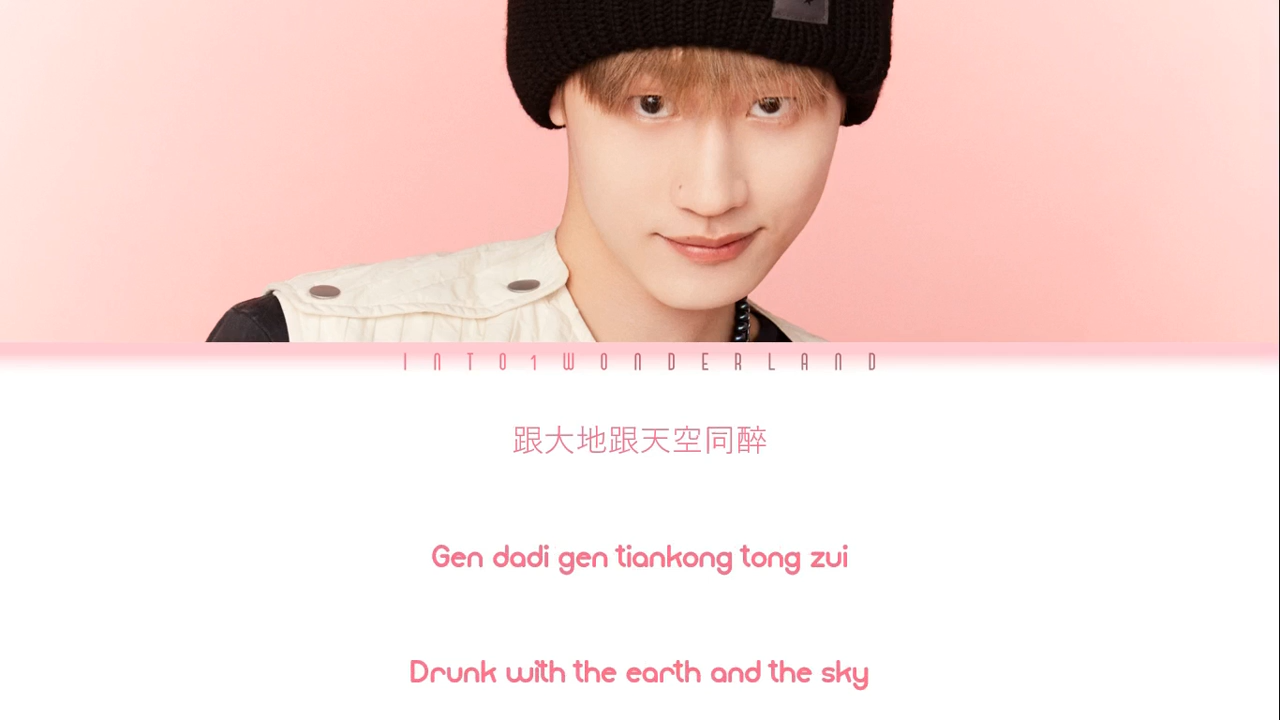 INTO1WONDERLAND
跟大地跟天空同醉
Gen dadi gen tiankong tong zui
Drunk with the earth and the sky